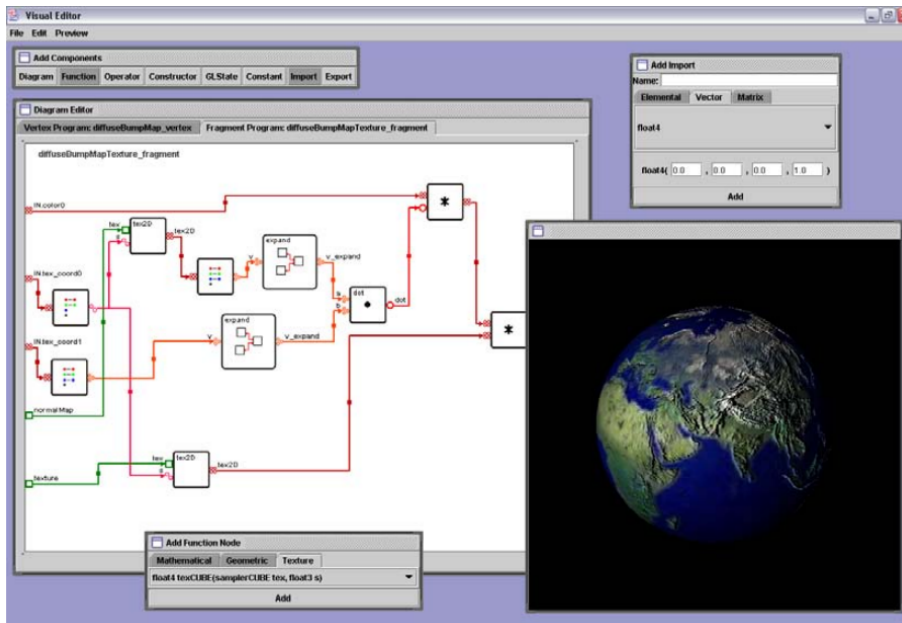 Visual Editor
File Edit Preview
Add Components
Diagram Function Operator Constructor GLState Constant Import Export
Add Import
Name:
Elemental Vector Matrix
float4
float4( 0.0 , 0.0 , 0.0 , 1.0 )
Add
Diagram Editor
Vertex Program: diffuseBumpMap_vertex Fragment Program: diffuseBumpMapTexture_fragment
diffuseBumpMapTexture_fragment
IN.color0
*
tex
tex2D
s
tex2D
expand
v
v_expand
IN.tex_coord0
a
dot
dot
b
expand
v
v_expand
*
IN.tex_coord1
normalMap
tex
tex2D
s
tex2D
texture
Add Function Node
Mathematical Geometric Texture
float4 texCUBE(samplerCUBE tex, float3 s)
Add